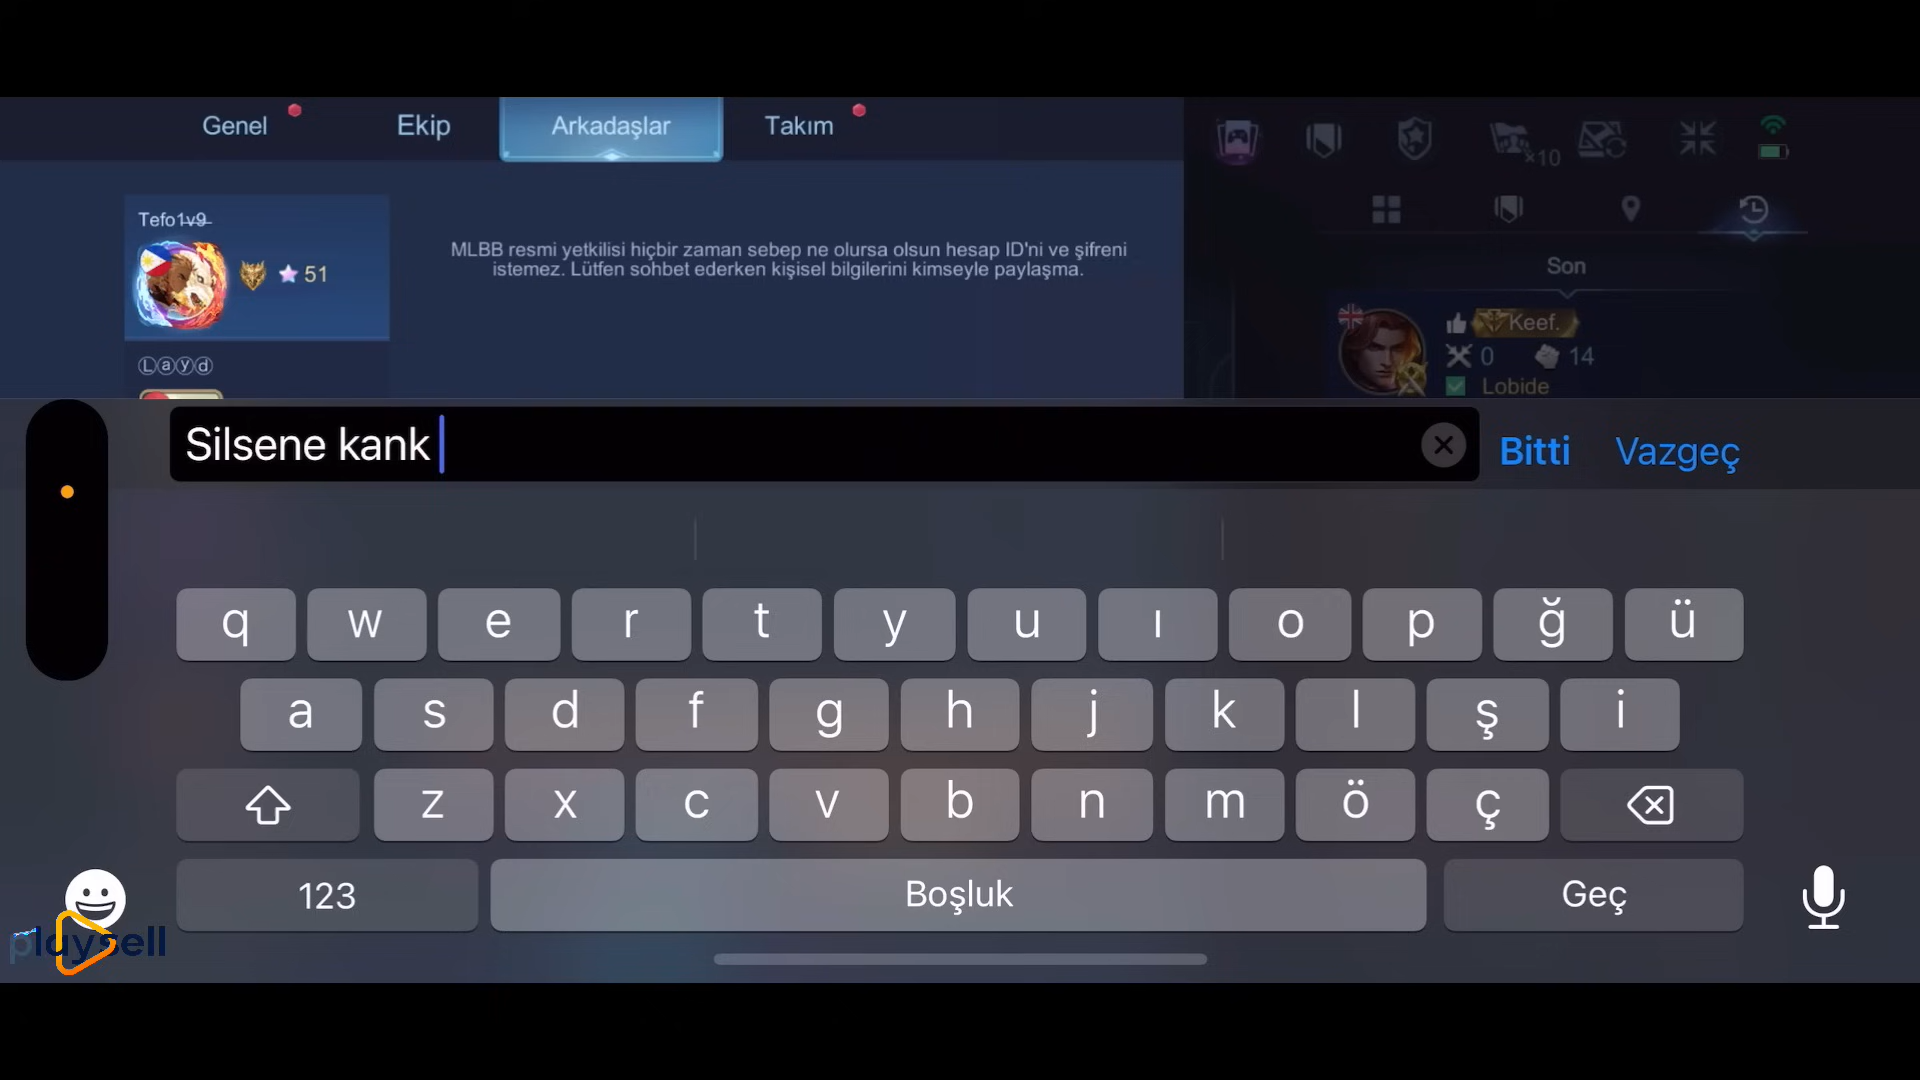 Genel
Ekip
Arkadaşlar
Takım
×10
Tefo1v9
51
MLBB resmi yetkilisi hiçbir zaman sebep ne olursa olsun hesap ID'ni ve şifreni
istemez. Lütfen sohbet ederken kişisel bilgilerini kimseyle paylaşma.
Son
Keef.
0
14
Lobide
Ⓛⓐⓨⓓ
Silsene kank
Bitti
Vazgeç
q w e r t y u ı o p ğ ü
a s d f g h j k l ş i
z x c v b n m ö ç
123
Boşluk
Geç
playsell